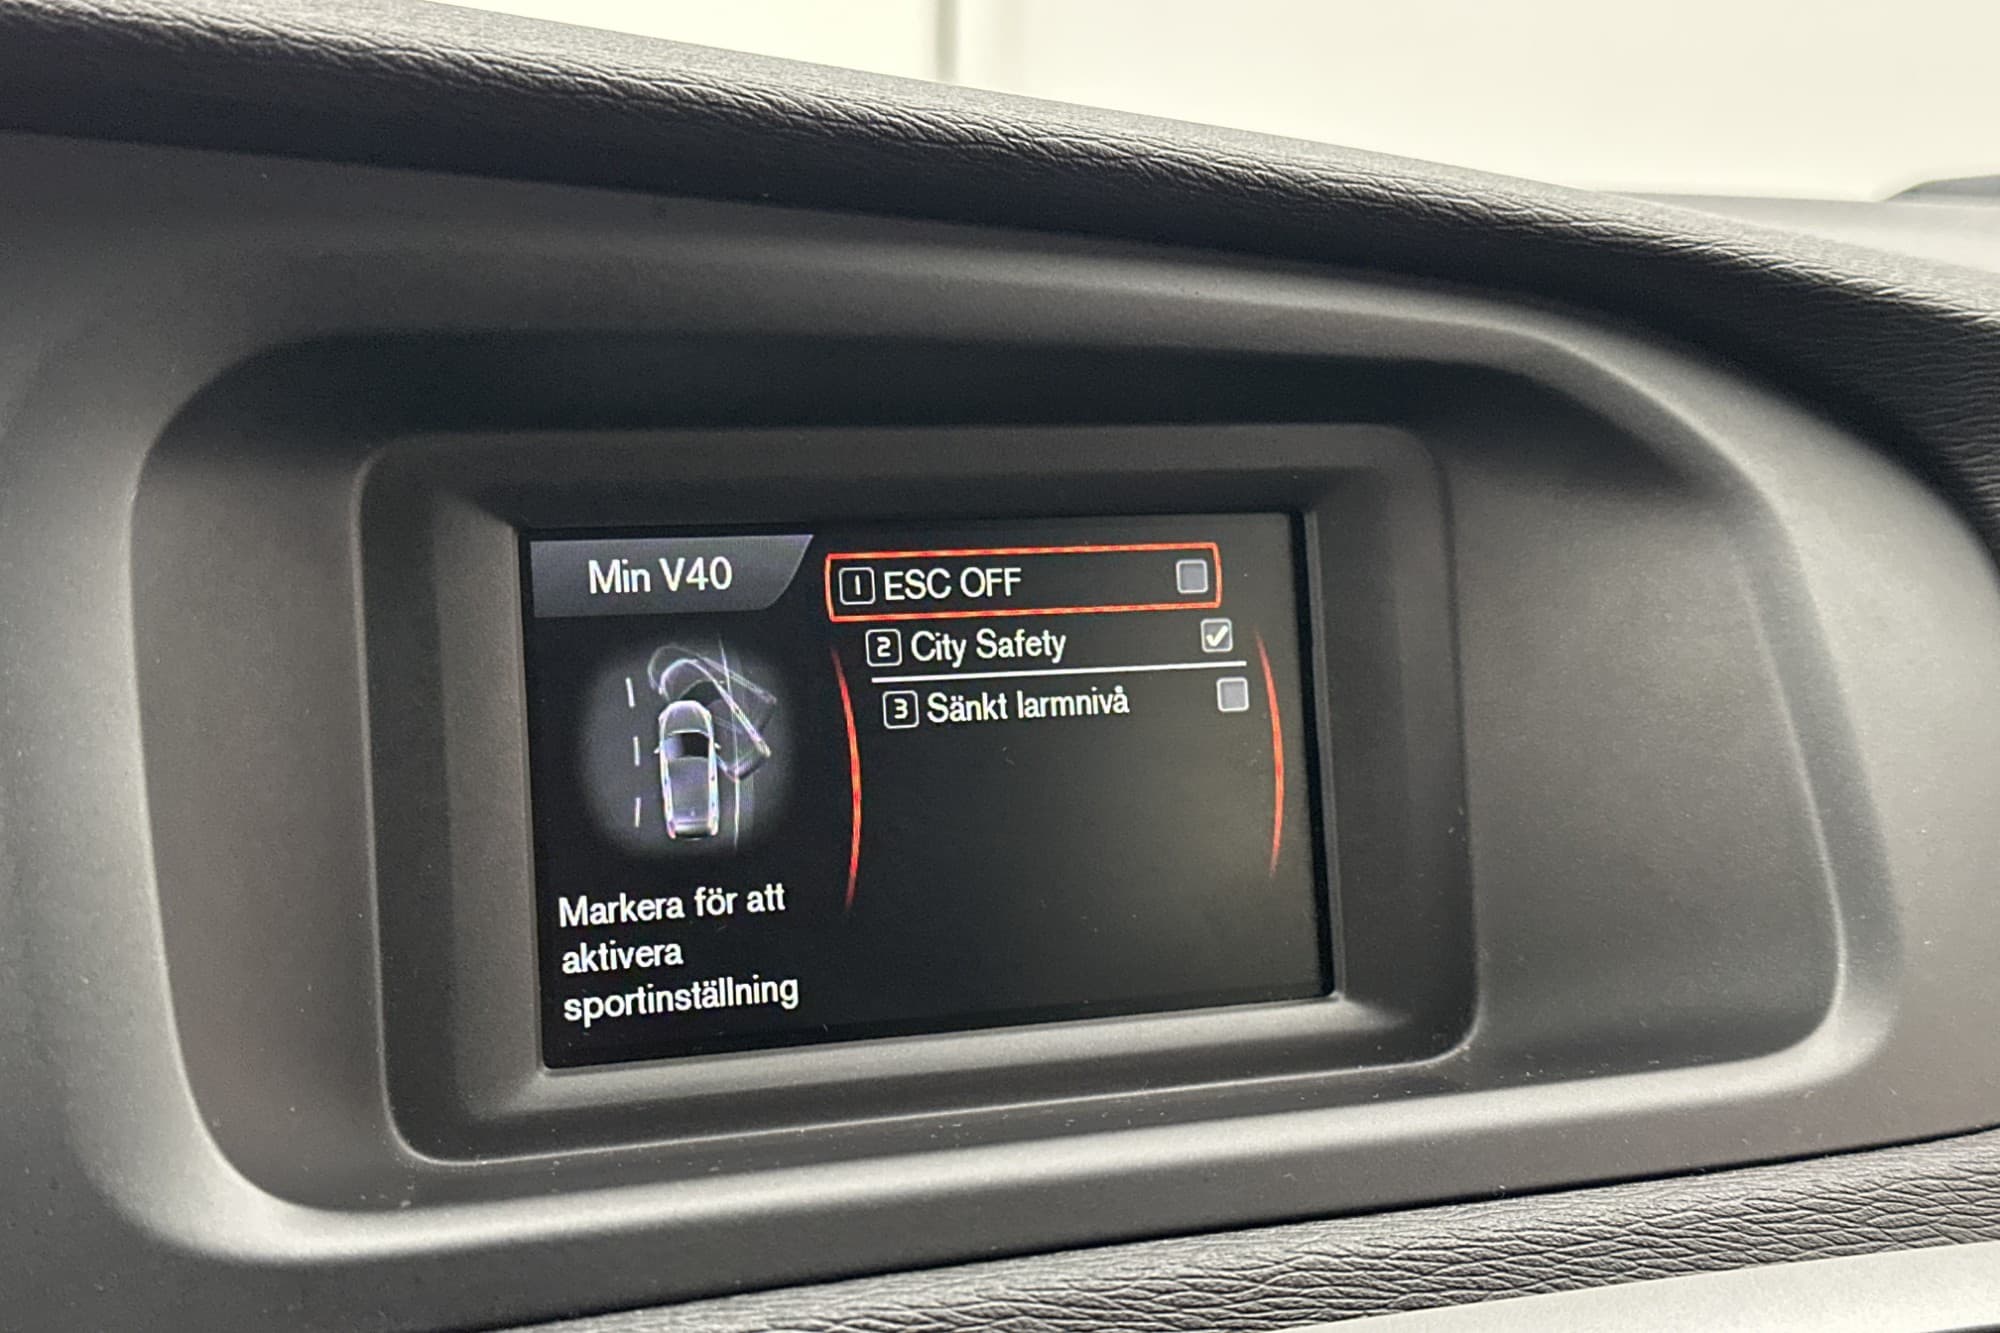 Min V40
1 ESC OFF
2 City Safety
3 Sänkt larmnivå
Markera för att
aktivera
sportinställning